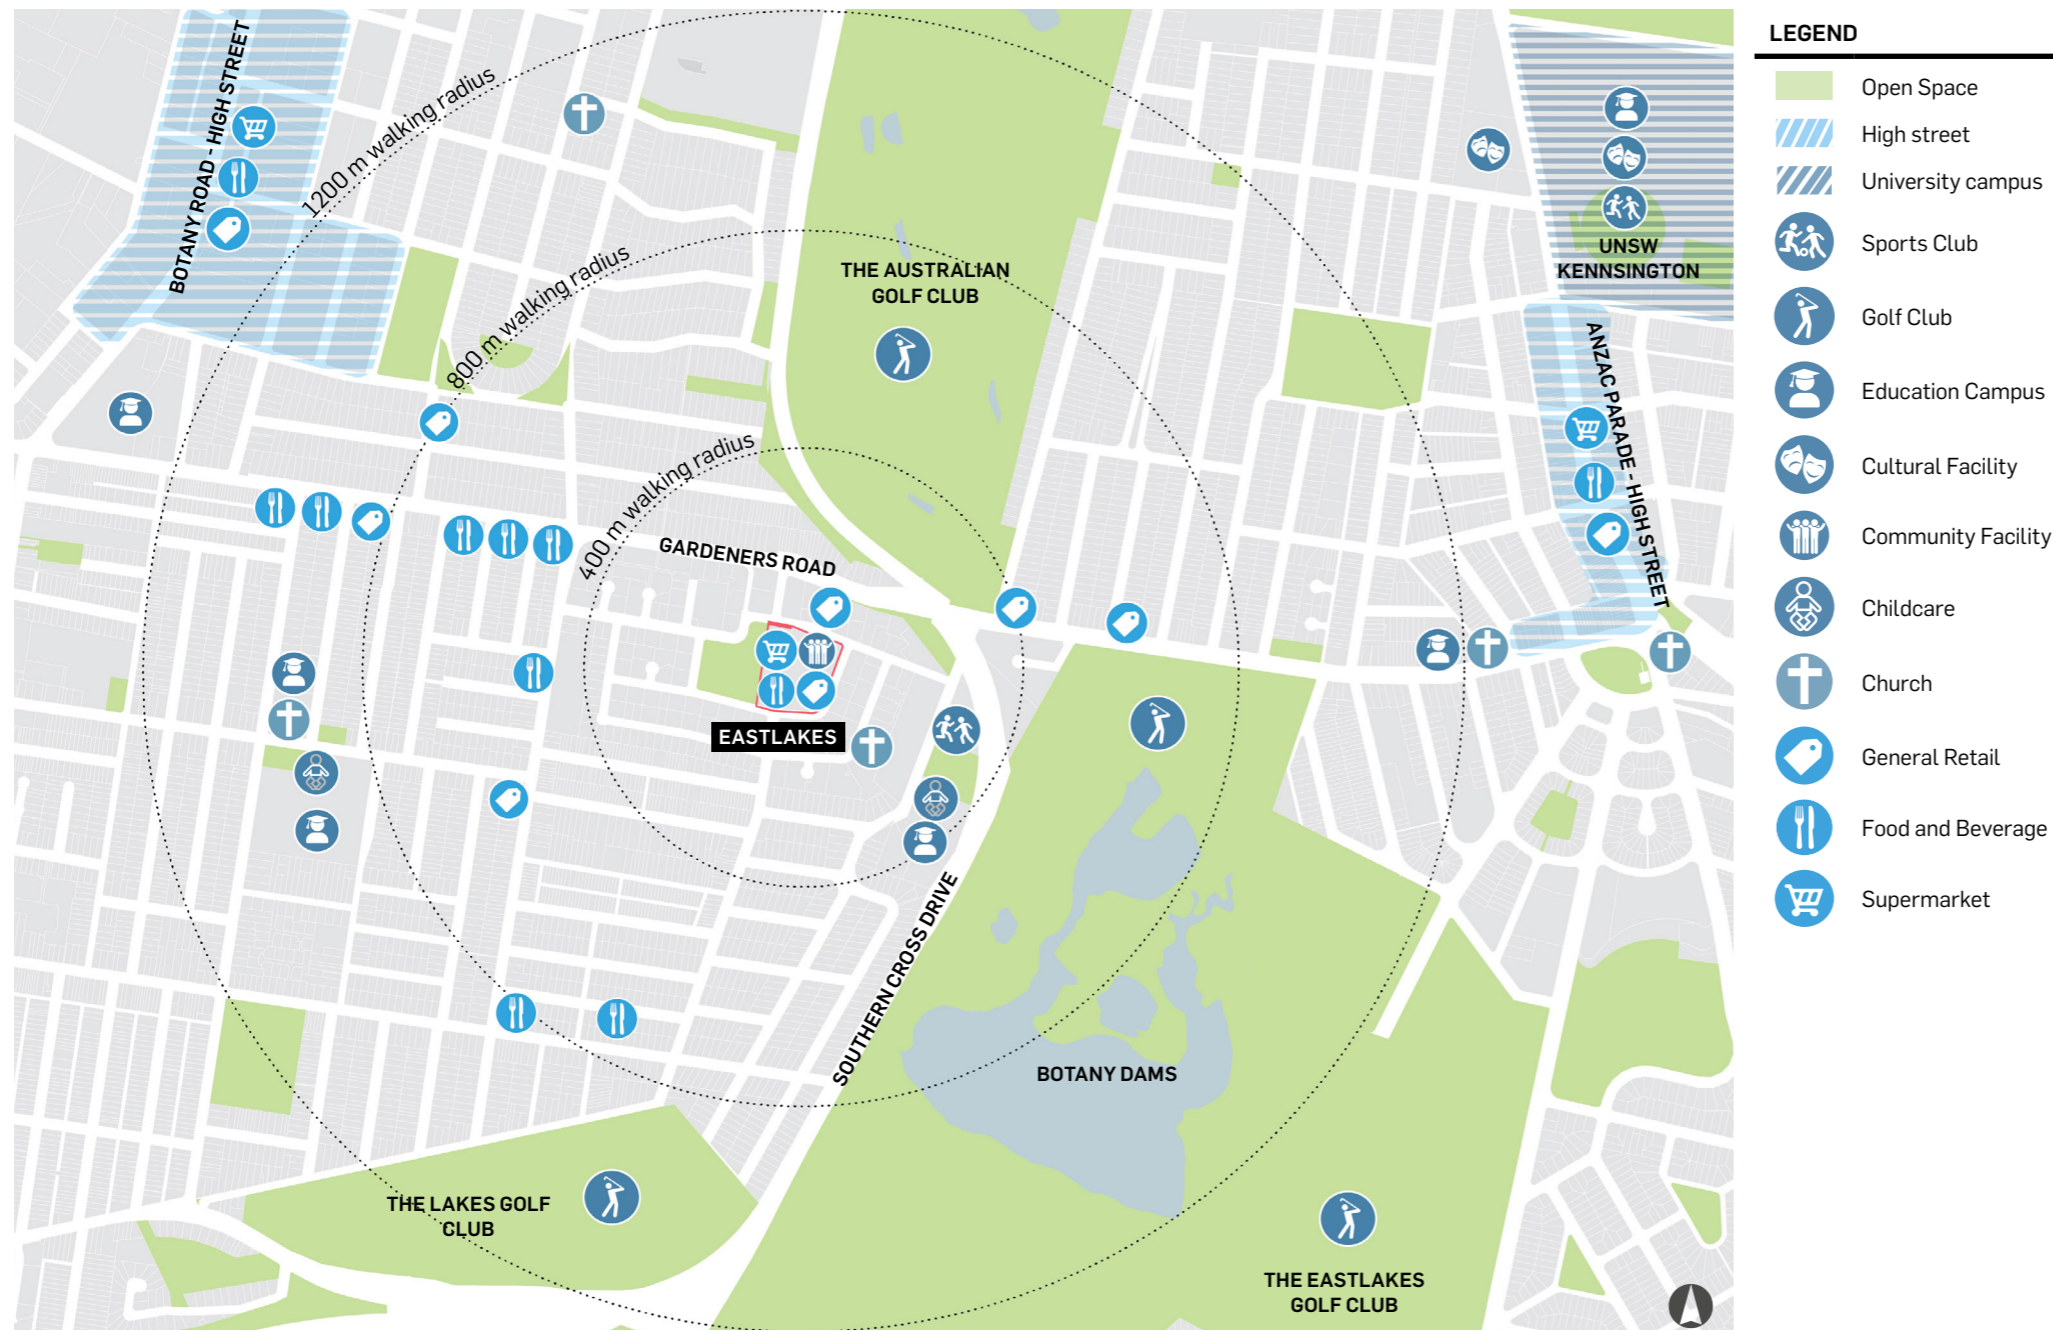 BOTANY ROAD - HIGH STREET
1200 m walking radius
800 m walking radius
400 m walking radius
THE AUSTRALIAN
GOLF CLUB
UNSW
KENNSINGTON
ANZAC PARADE - HIGH STREET
GARDENERS ROAD
EASTLAKES
SOUTHERN CROSS DRIVE
BOTANY DAMS
THE LAKES GOLF
CLUB
THE EASTLAKES
GOLF CLUB
LEGEND
Open Space
High street
University campus
Sports Club
Golf Club
Education Campus
Cultural Facility
Community Facility
Childcare
Church
General Retail
Food and Beverage
Supermarket